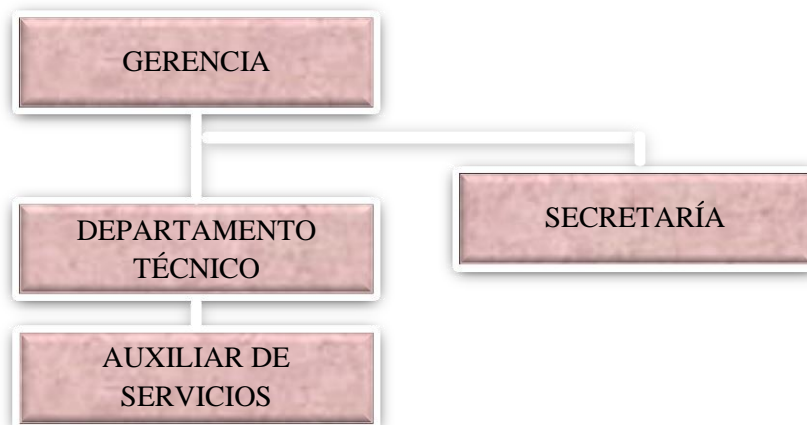 GERENCIA
SECRETARÍA
DEPARTAMENTO
TÉCNICO
AUXILIAR DE
SERVICIOS